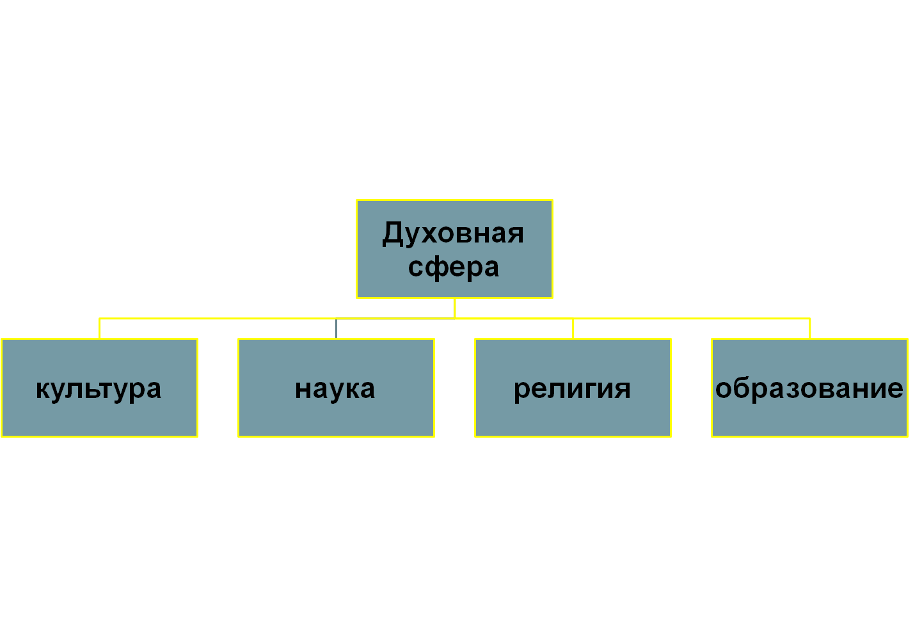 Духовная
сфера
культура
наука
религия
образование